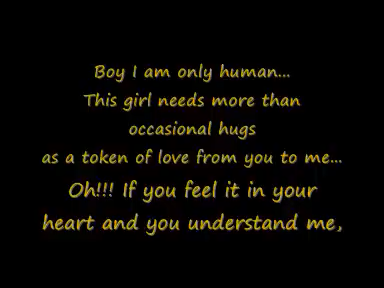 Boy I am only human...
This girl needs more than
occasional hugs
as a token of love from you to me...
Oh!!! If you feel it in your
heart and you understand me,